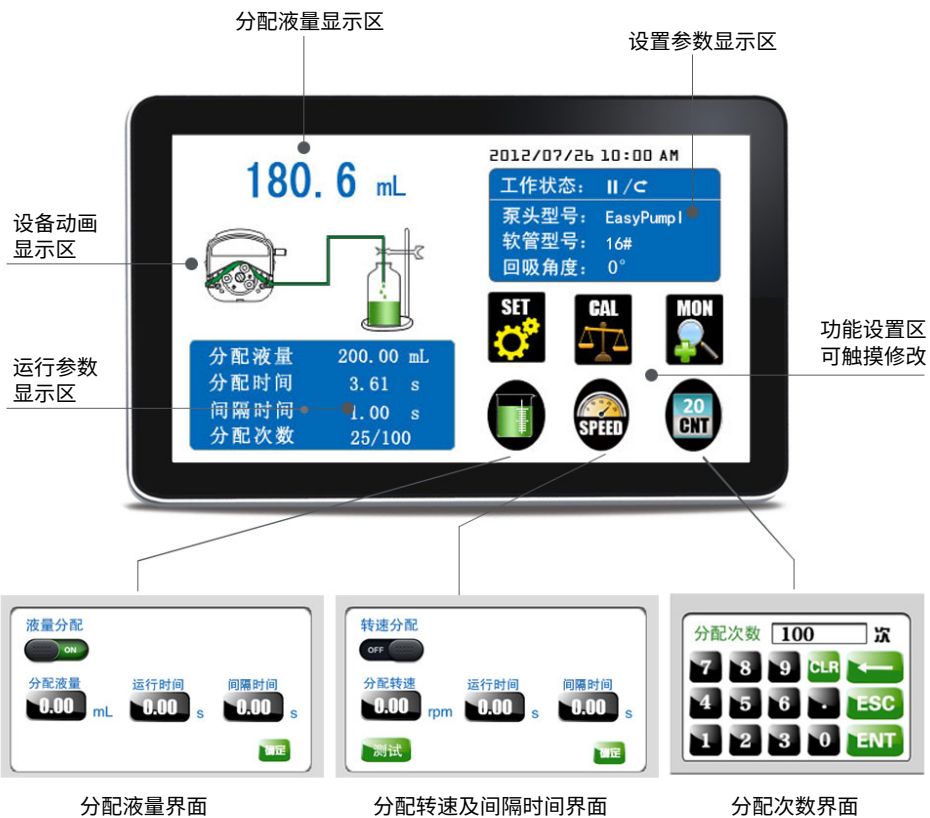 分配液量显示区
设置参数显示区
180.6 mL
2012/07/26 10:00 AM
工作状态： /
泵头型号： EasyPumpI
软管型号： 16#
回吸角度： 0°
设备动画
显示区
SET
CAL
MON
功能设置区
可触摸修改
运行参数
显示区
分配液量 200.00 mL
分配时间 3.61 s
间隔时间 1.00 s
分配次数 25/100
SPEED
20
CNT
液量分配
ON
分配液量 运行时间 间隔时间
0.00 mL 0.00 s 0.00 s
确定
分配液量界面
转速分配
OFF
分配转速 运行时间 间隔时间
0.00 rpm 0.00 s 0.00 s
测试 确定
分配转速及间隔时间界面
分配次数 100 次
7 8 9 CLR ←
4 5 6 . ESC
1 2 3 0 ENT
分配次数界面